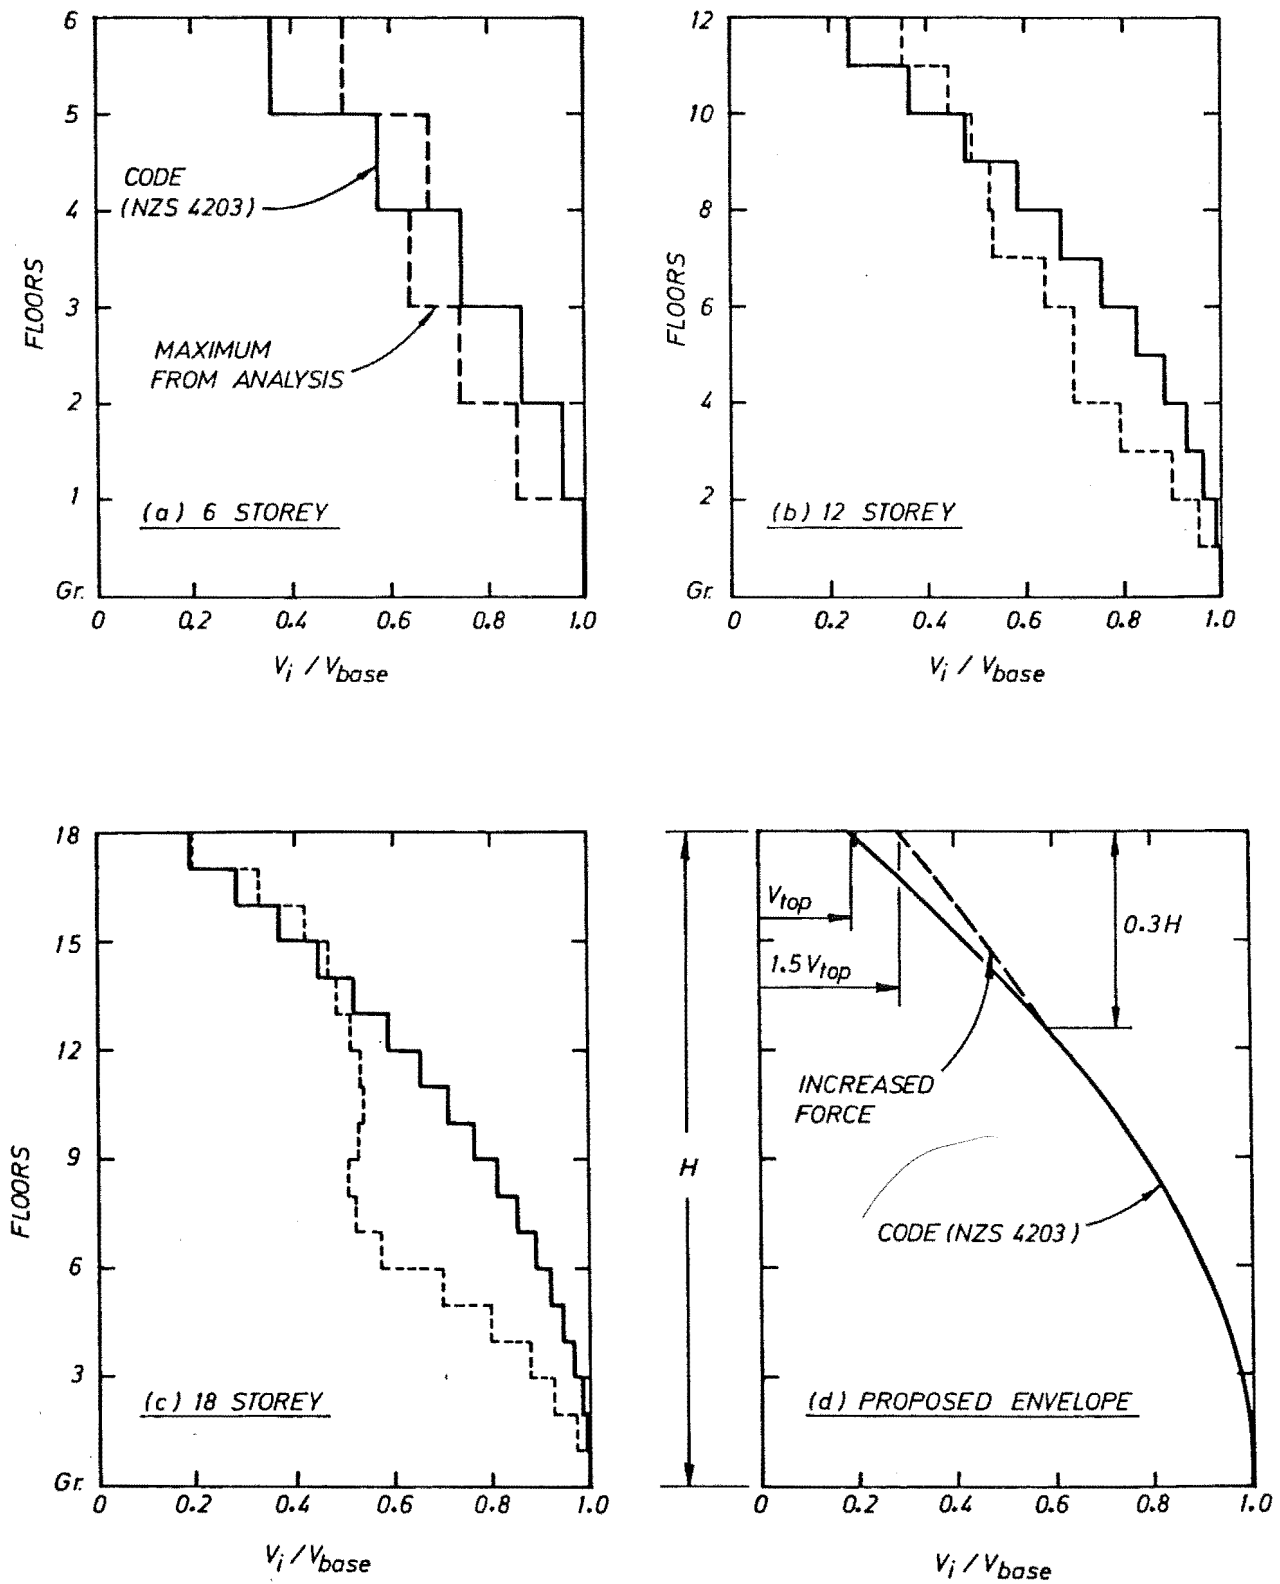 6
5
4
3
2
1
Gr.
FLOORS
CODE
(NZS 4203)
MAXIMUM
FROM ANALYSIS
(a) 6 STOREY
0 0.2 0.4 0.6 0.8 1.0
Vi / Vbase
12
10
8
6
4
2
Gr.
FLOORS
(b) 12 STOREY
0 0.2 0.4 0.6 0.8 1.0
Vi / Vbase
18
15
12
9
6
3
Gr.
FLOORS
(c) 18 STOREY
0 0.2 0.4 0.6 0.8 1.0
Vi / Vbase
H
Vtop
1.5 Vtop
0.3 H
INCREASED
FORCE
CODE (NZS 4203)
(d) PROPOSED ENVELOPE
0 0.2 0.4 0.6 0.8 1.0
Vi / Vbase